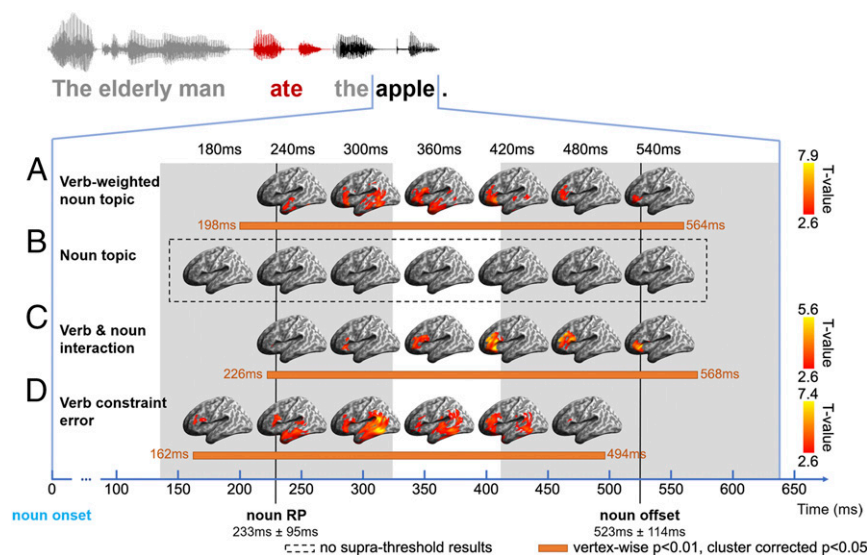 The elderly man ate the apple .
180ms 240ms 300ms 360ms 420ms 480ms 540ms
A
Verb-weighted
noun topic
198ms 564ms
7.9
T-value
2.6
B
Noun topic
C
Verb & noun
interaction
226ms 568ms
5.6
T-value
2.6
D
Verb constraint
error
162ms 494ms
7.4
T-value
2.6
0 ... 100 150 200 250 300 350 400 450 500 550 600 650
noun onset noun RP noun offset Time (ms)
233ms ± 95ms 523ms ± 114ms
no supra-threshold results vertex-wise p<0.01, cluster corrected p<0.05